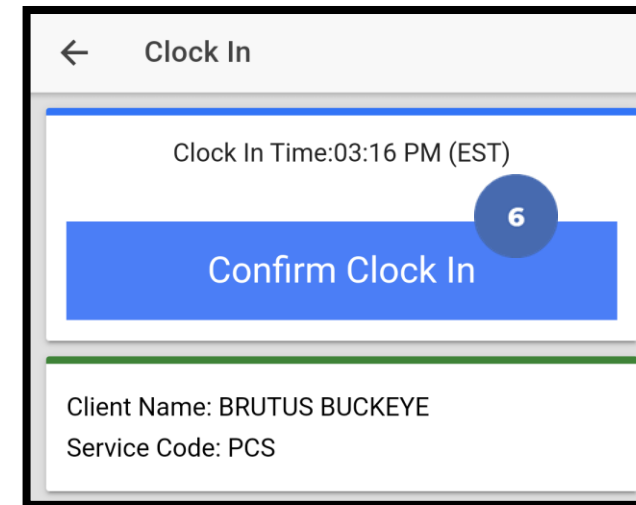 Clock In
Clock In Time:03:16 PM (EST)
6
Confirm Clock In
Client Name: BRUTUS BUCKEYE
Service Code: PCS